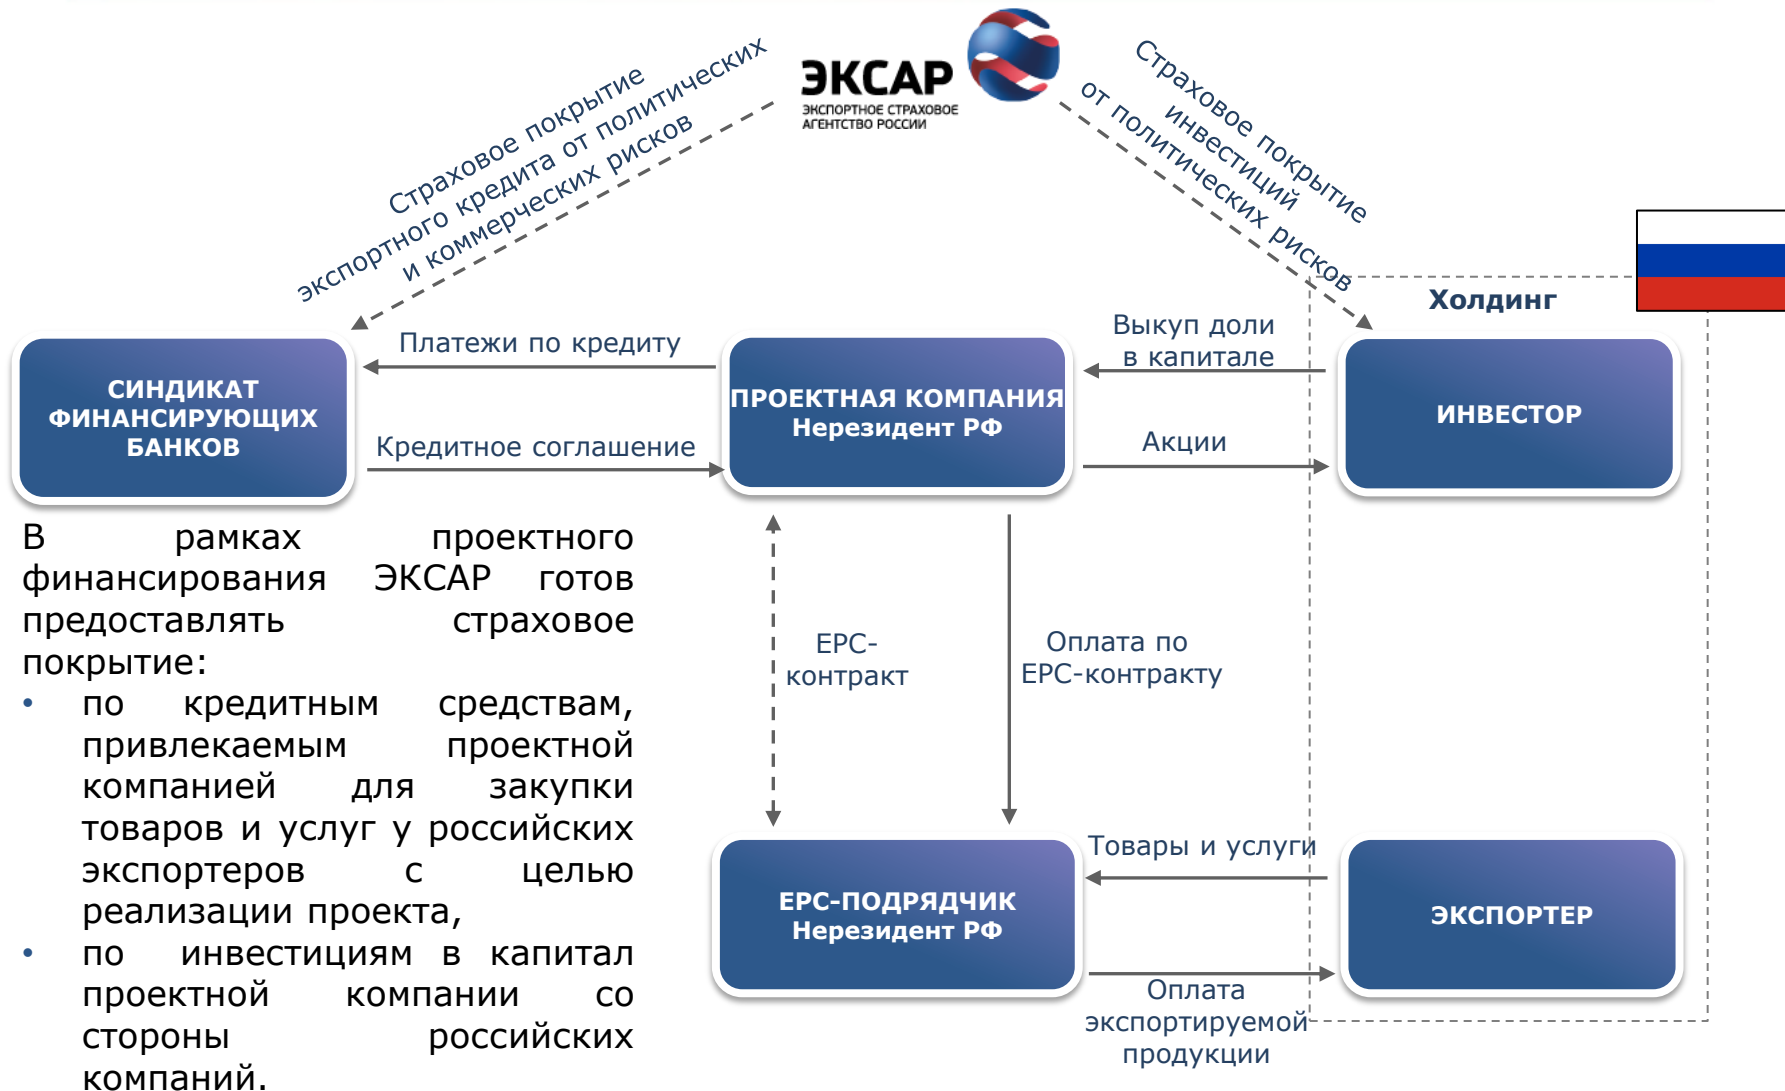 ЭКСАР
ЭКСПОРТНОЕ СТРАХОВОЕ
АГЕНТСТВО РОССИИ
Страховое покрытие
экспортного кредита от политических
и коммерческих рисков
Страховое покрытие
инвестиций
от политических рисков
Холдинг
СИНДИКАТ
ФИНАНСИРУЮЩИХ
БАНКОВ
Платежи по кредиту
Кредитное соглашение
ПРОЕКТНАЯ КОМПАНИЯ
Нерезидент РФ
Выкуп доли
в капитале
Акции
ИНВЕСТОР
В рамках проектного
финансирования ЭКСАР готов
предоставлять страховое
покрытие:
• по кредитным средствам,
привлекаемым проектной
компанией для закупки
товаров и услуг у российских
экспортеров с целью
реализации проекта,
• по инвестициям в капитал
проектной компании со
стороны российских
компаний.
EPC-
контракт
Оплата по
EPC-контракту
EPC-ПОДРЯДЧИК
Нерезидент РФ
Товары и услуги
Оплата
экспортируемой
продукции
ЭКСПОРТЕР